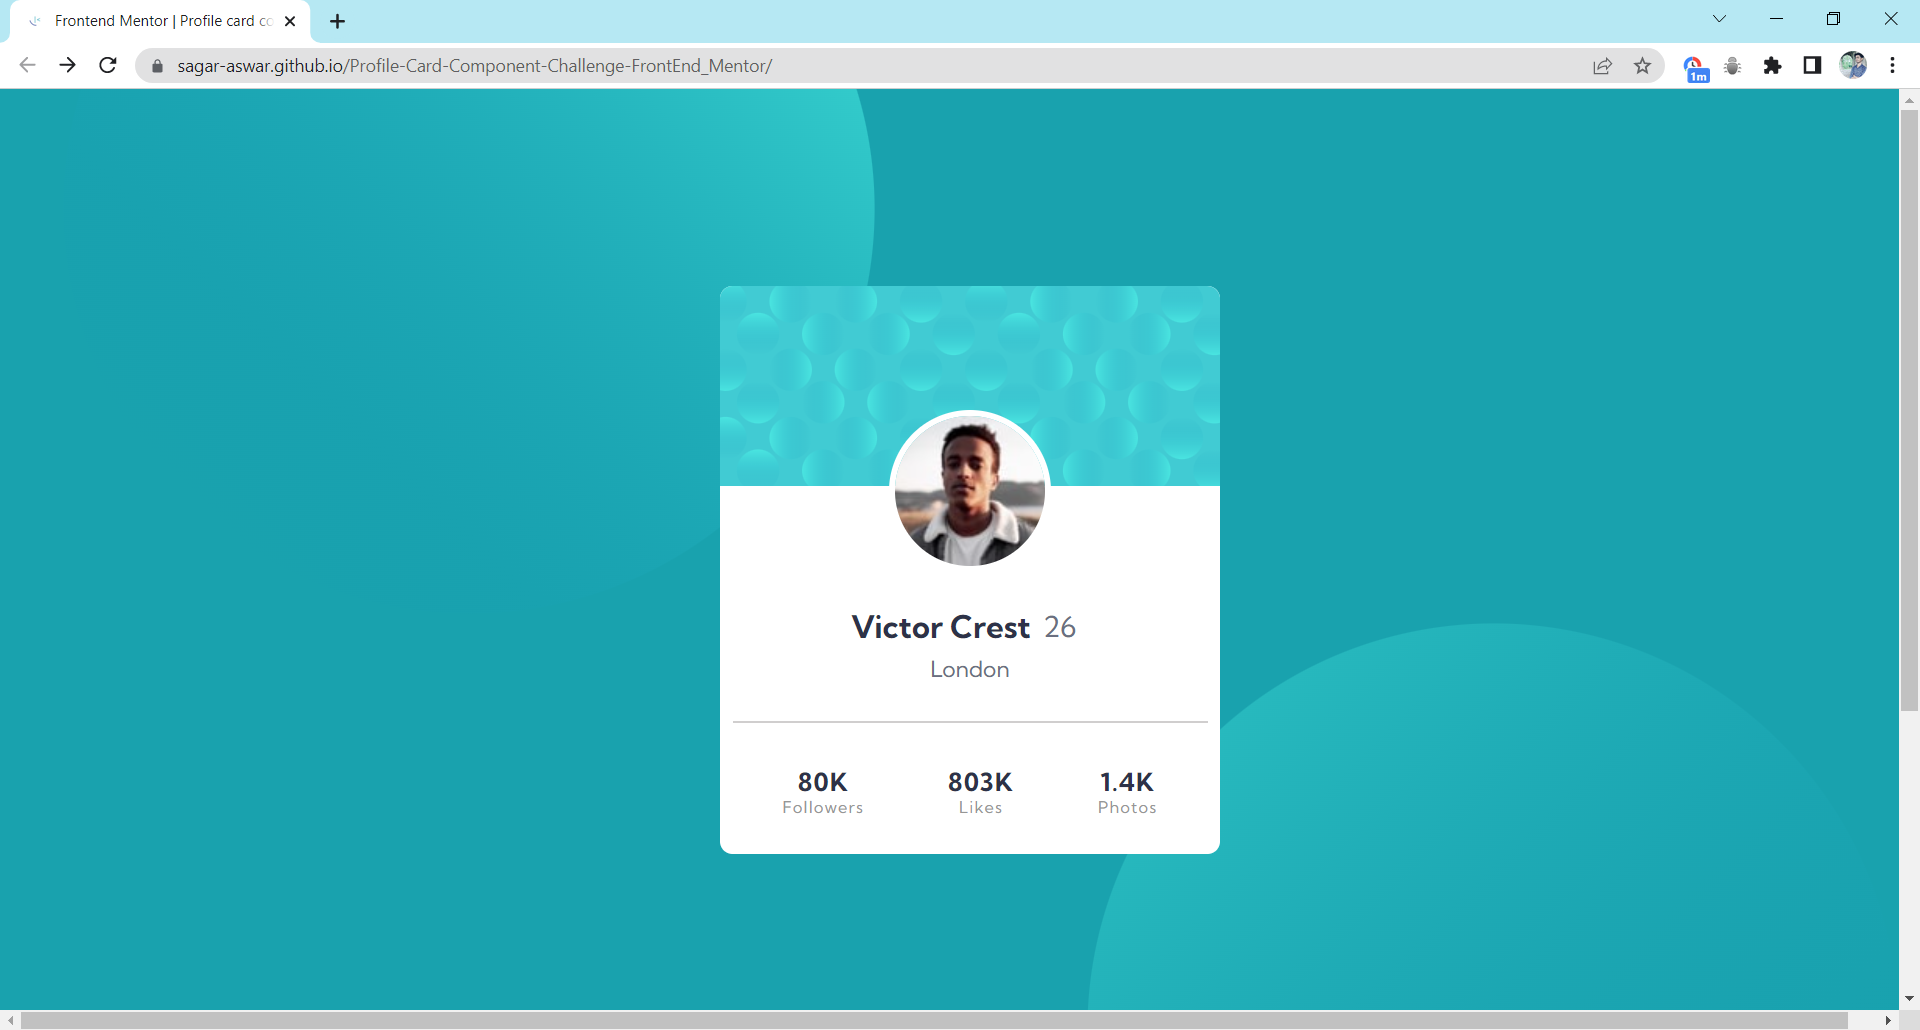 Frontend Mentor | Profile card co
sagar-aswar.github.io/Profile-Card-Component-Challenge-FrontEnd_Mentor/
1m
Victor Crest 26
London
80K 803K 1.4K
Followers Likes Photos